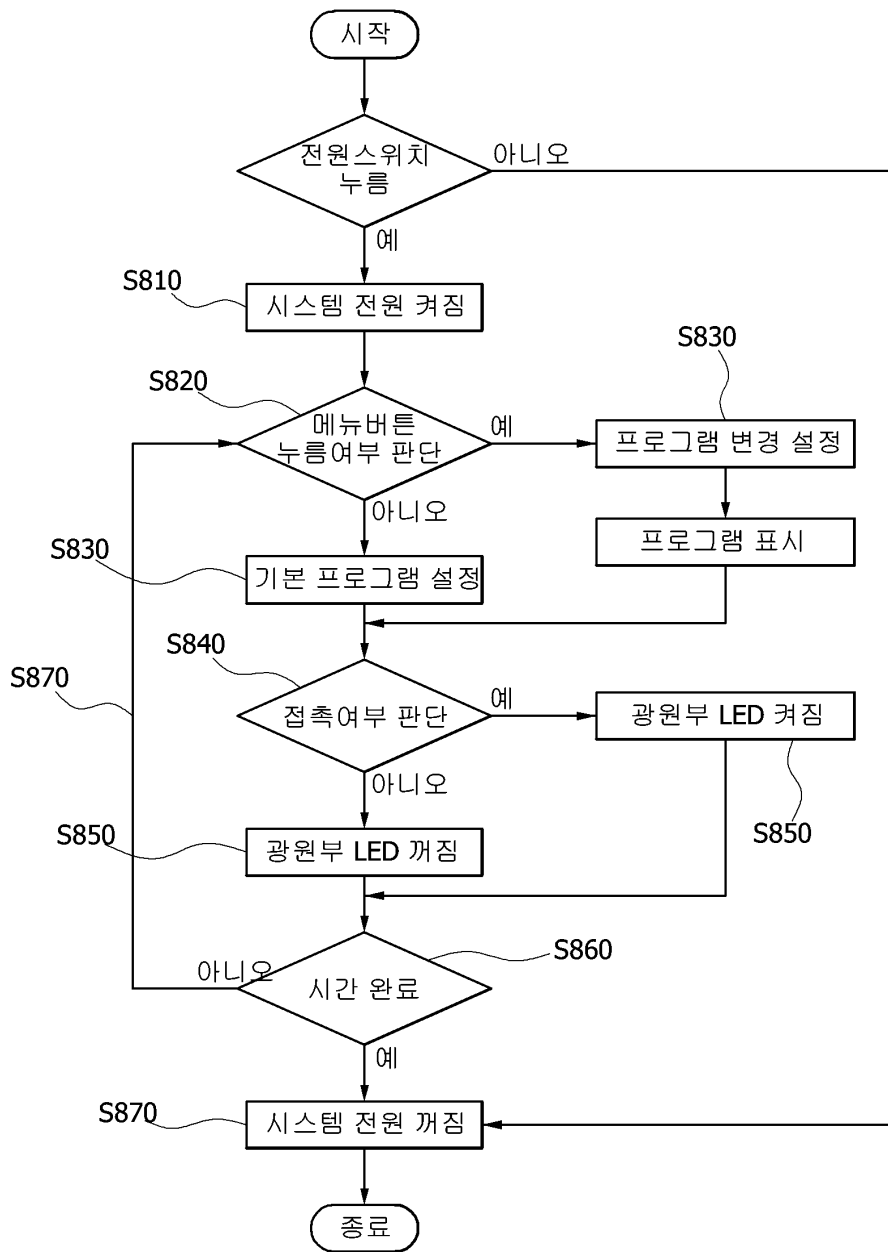 시작
전원스위치
누름
아니오
예
S810
시스템 전원 켜짐
S820
메뉴버튼
누름여부 판단
예
S830
프로그램 변경 설정
아니오
프로그램 표시
S830
기본 프로그램 설정
S840
접촉여부 판단
예
광원부 LED 켜짐
S870
아니오
S850
S850
광원부 LED 꺼짐
S860
아니오
시간 완료
예
S870
시스템 전원 꺼짐
종료